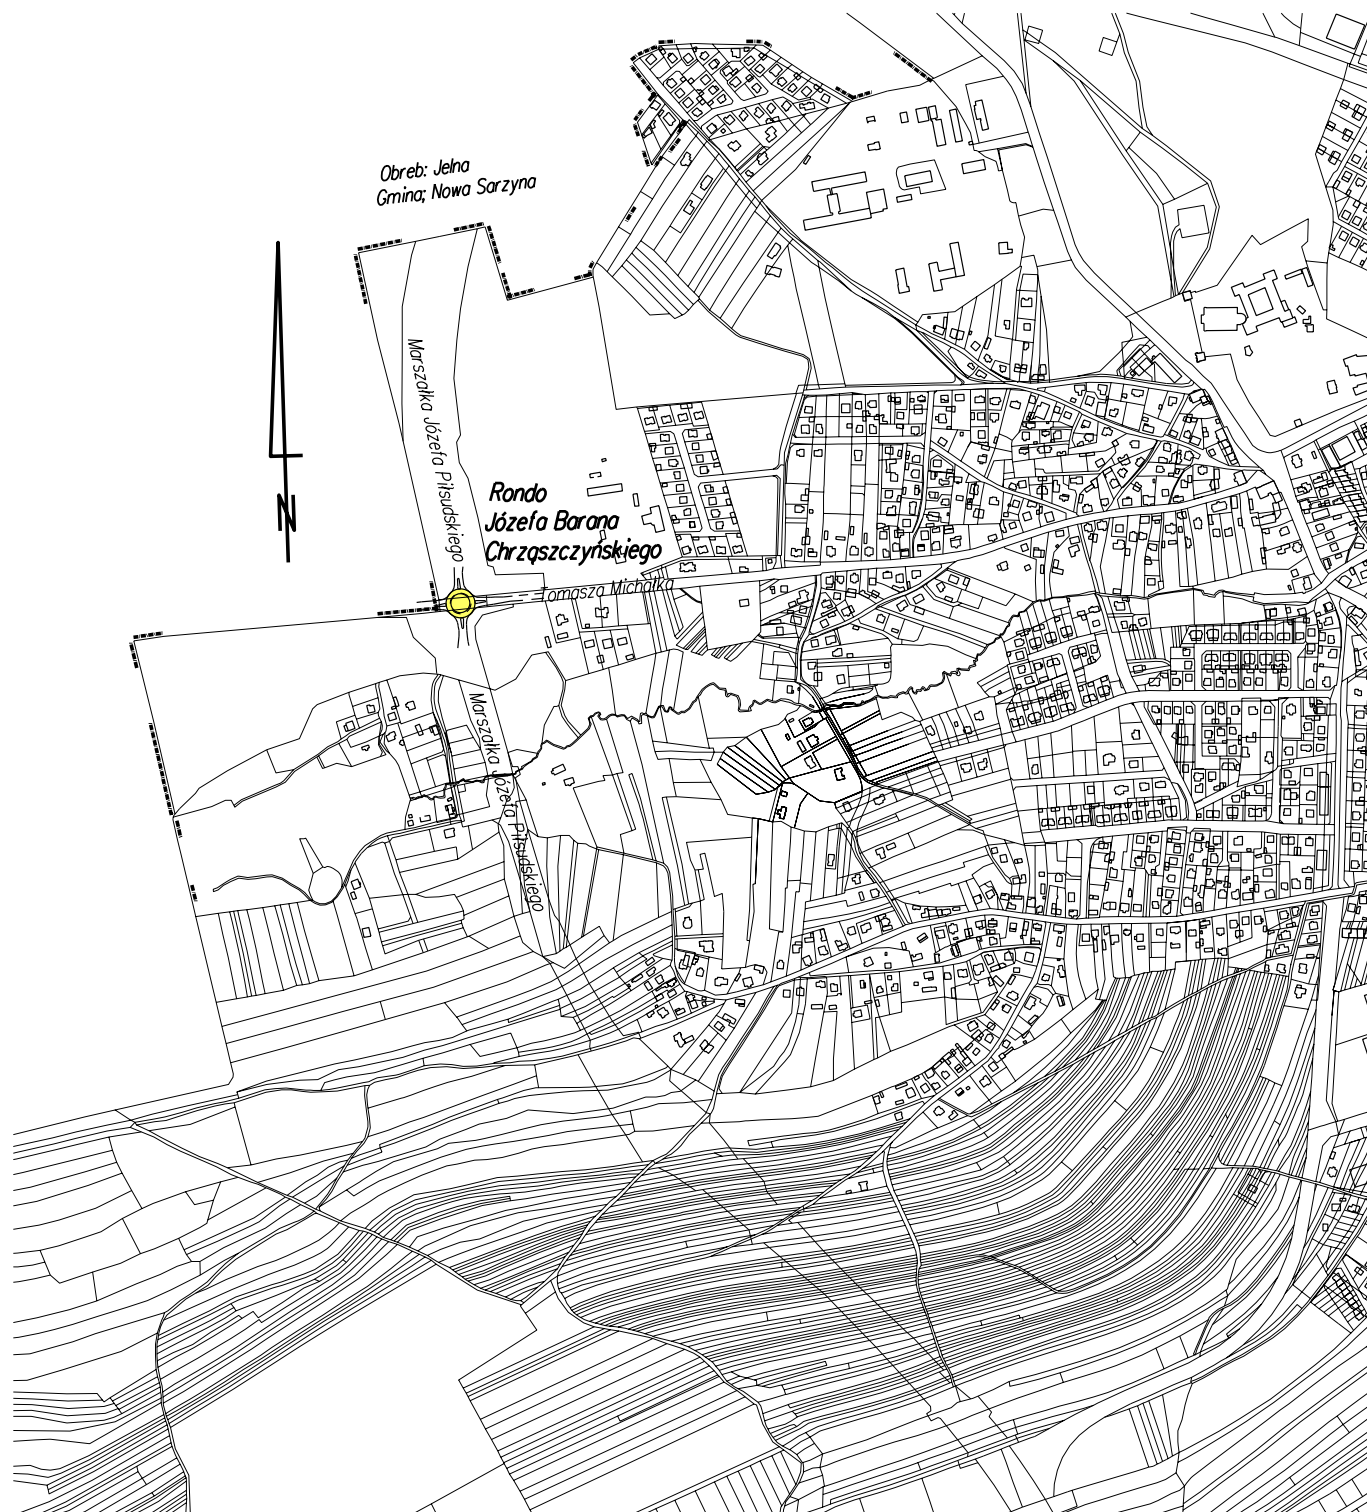 Obreb: Jelna
Gmina; Nowa Sarzyna
Marszałka Józefa Piłsudskiego
Rondo
Józefa Barana
Chrząszczyńskiego
Tomasza Michałka
Marszałka Józefa Piłsudskiego
N